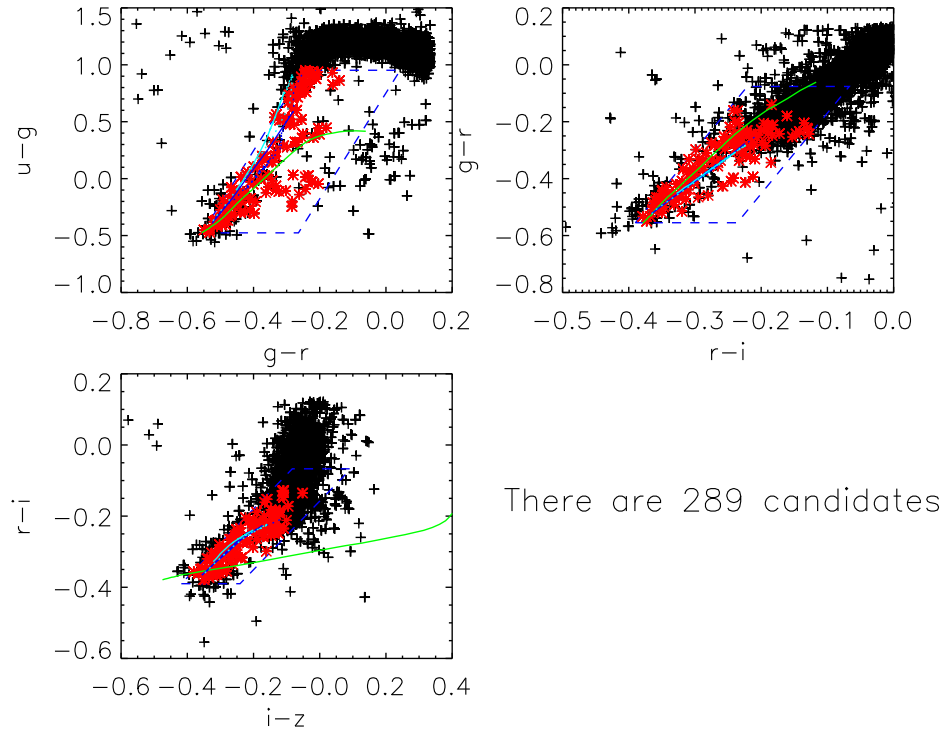 1.5
1.0
0.5
0.0
−0.5
−1.0
u−g
−0.8 −0.6 −0.4 −0.2 0.0 0.2
g−r
0.2
0.0
−0.2
−0.4
−0.6
−0.8
g−r
−0.5 −0.4 −0.3 −0.2 −0.1 0.0
r−i
0.2
0.0
−0.2
−0.4
−0.6
r−i
−0.6 −0.4 −0.2 −0.0 0.2 0.4
i−z
There are 289 candidates